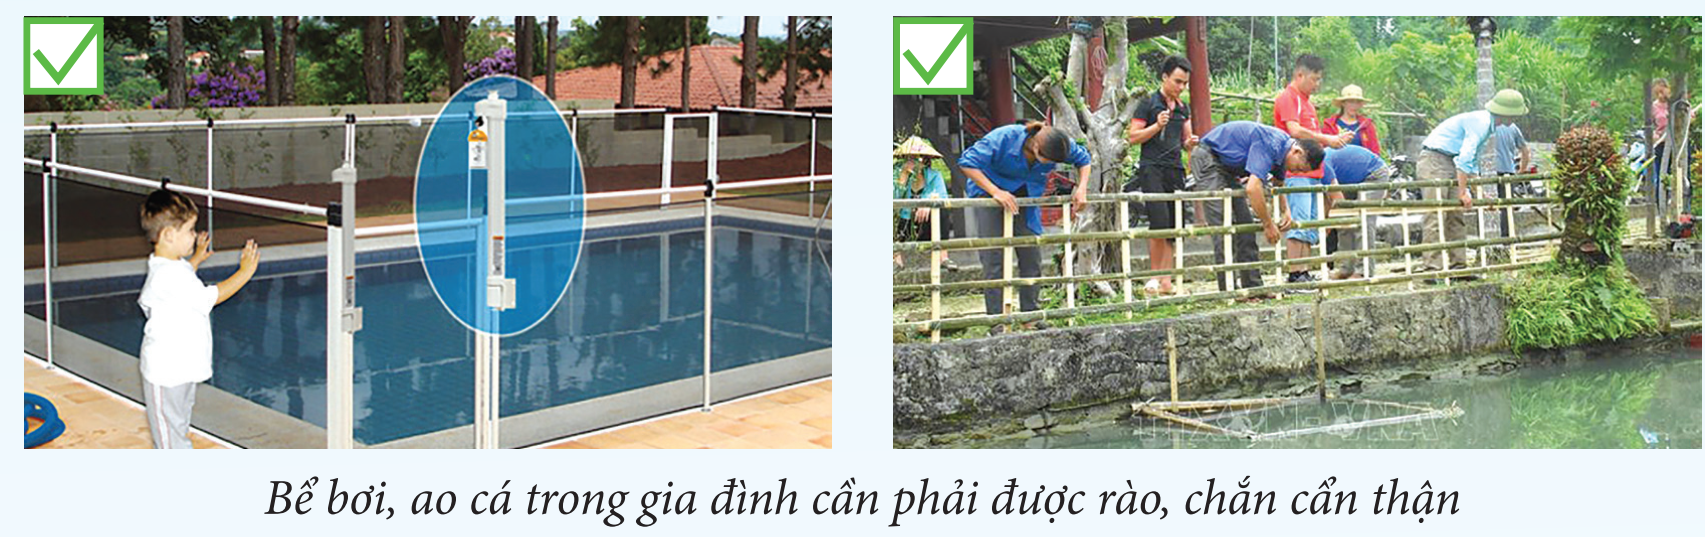 Bể bơi, ao cá trong gia đình cần phải được rào, chắn cẩn thận